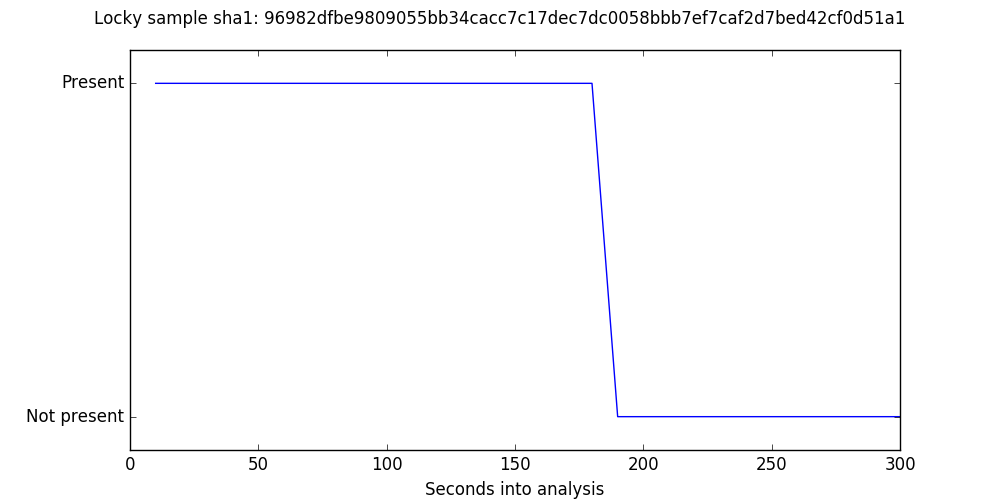 Locky sample sha1: 96982dfbe9809055bb34cacc7c17dec7dc0058bbb7ef7caf2d7bed42cf0d51a1
Present
Not present
0 50 100 150 200 250 300
Seconds into analysis